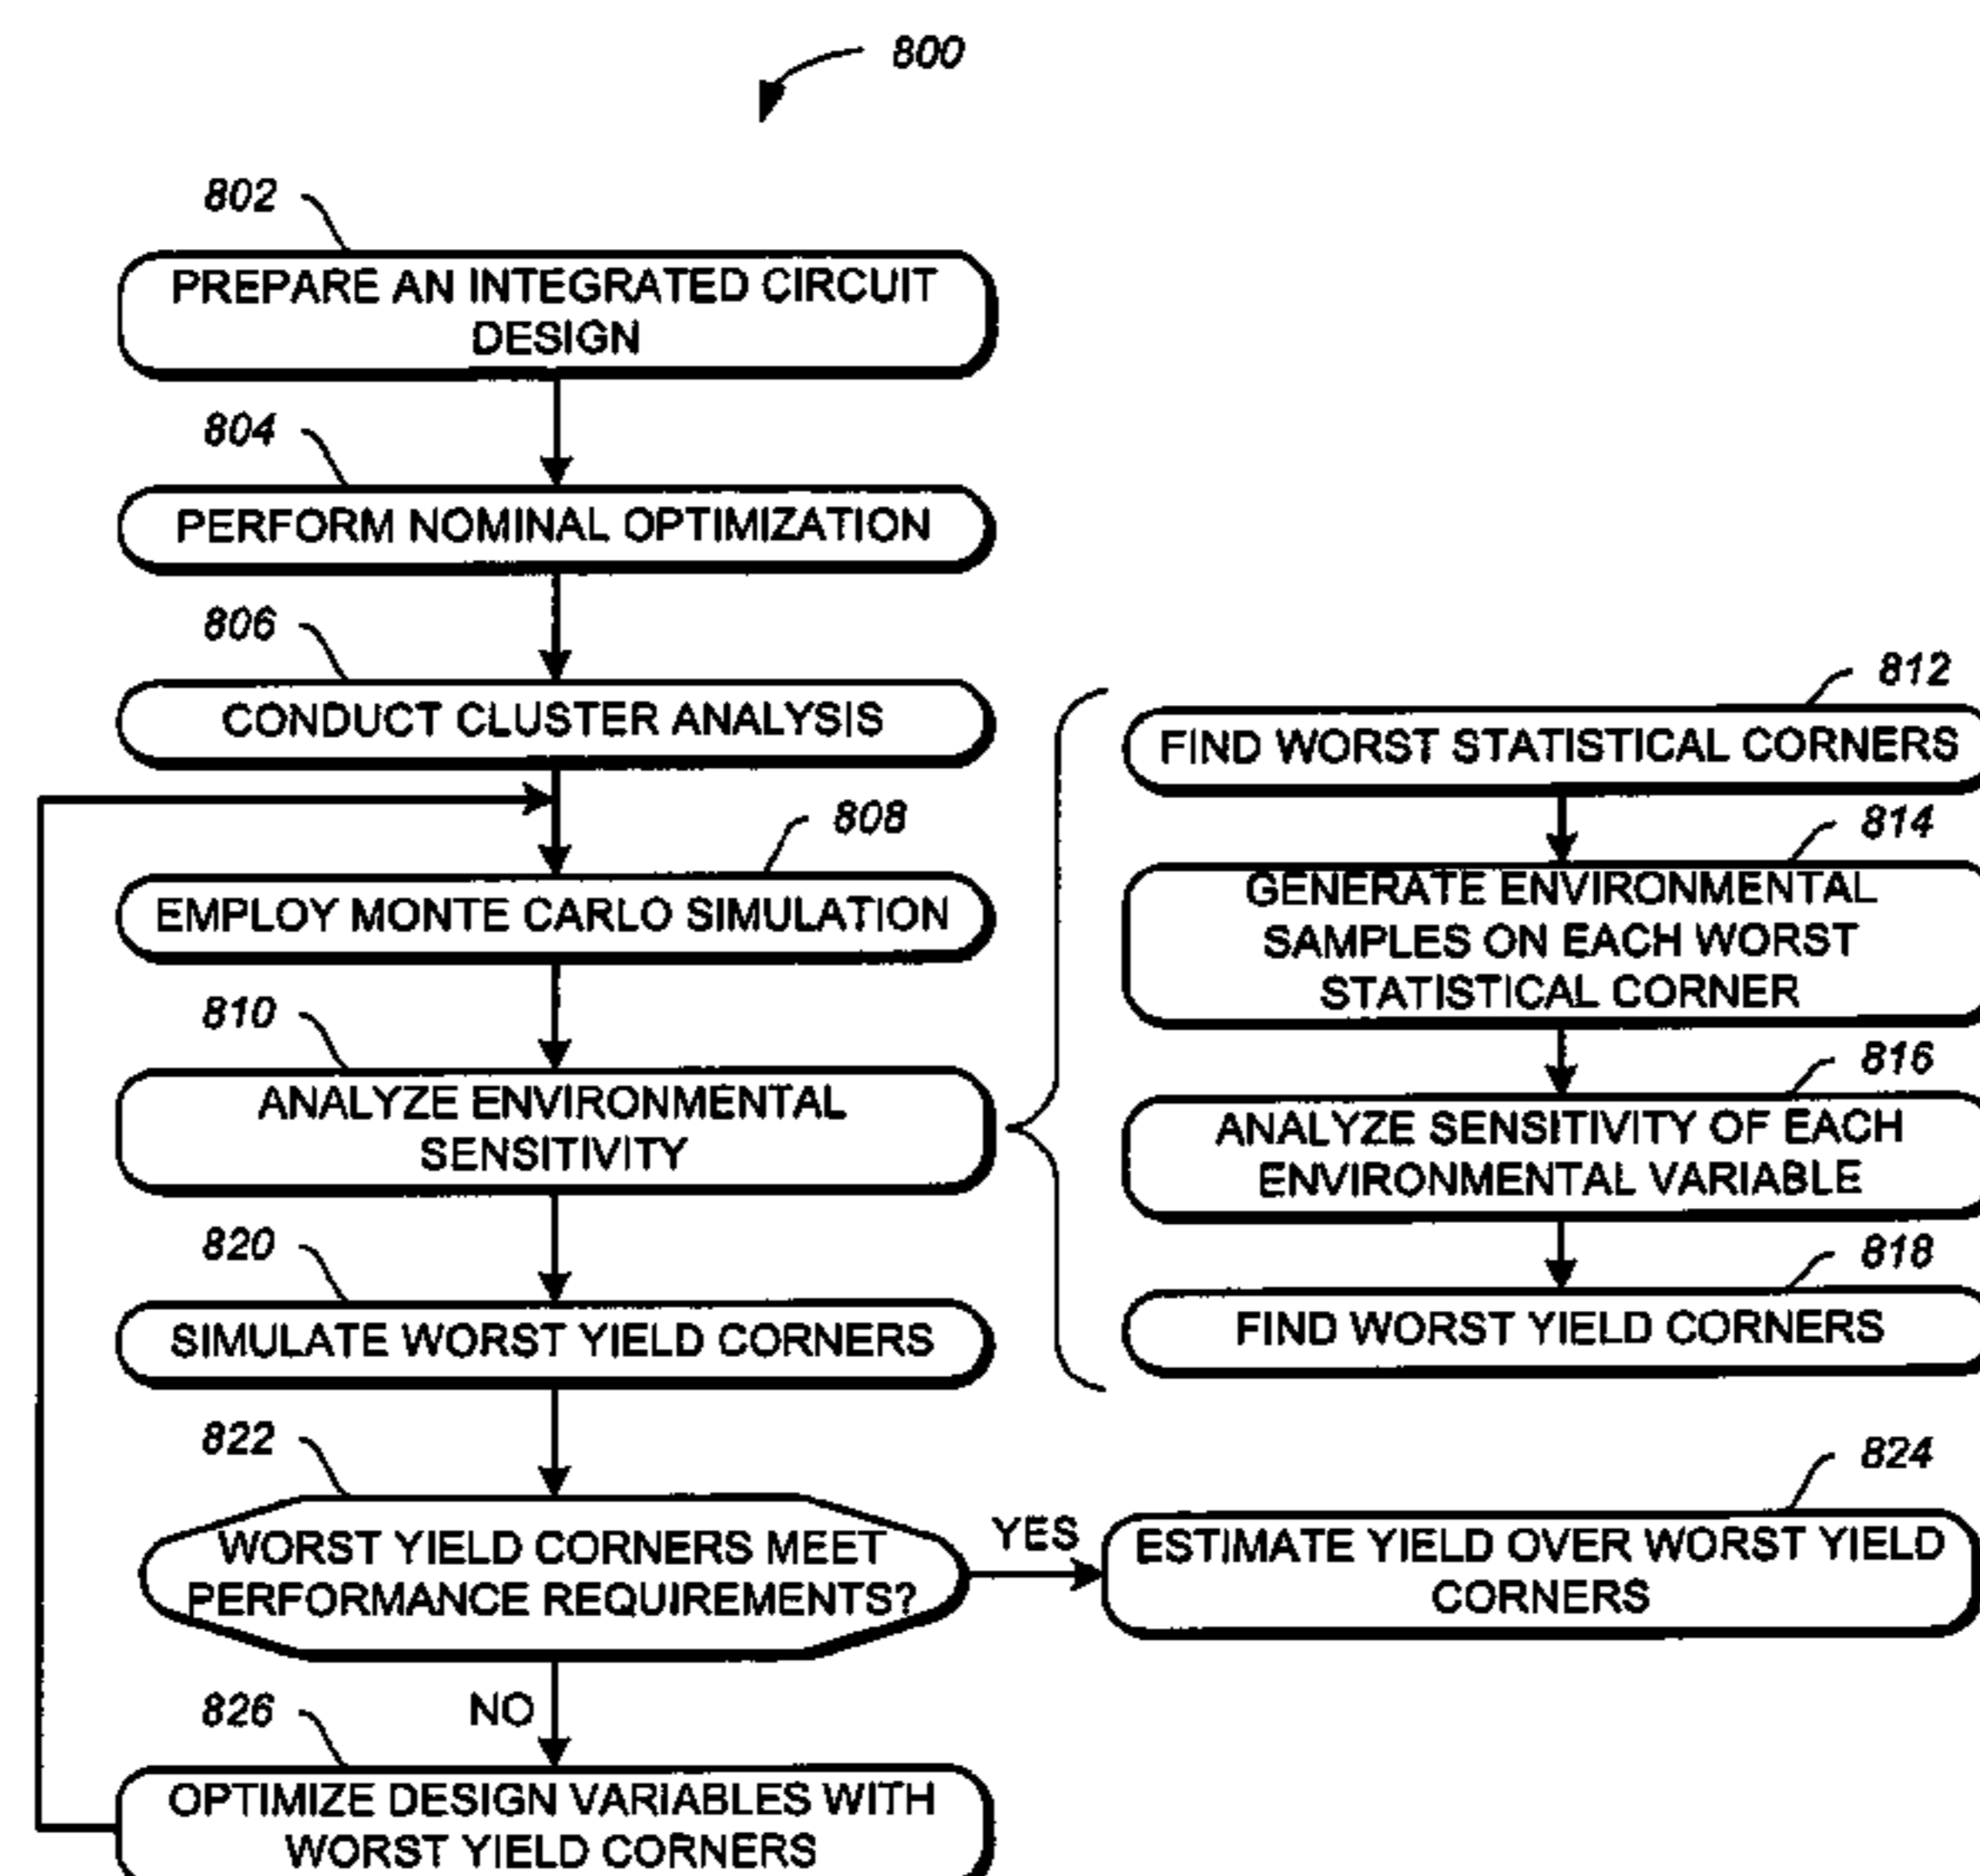 800
802
PREPARE AN INTEGRATED CIRCUIT
DESIGN
804
PERFORM NOMINAL OPTIMIZATION
806
CONDUCT CLUSTER ANALYSIS
808
EMPLOY MONTE CARLO SIMULATION
810
ANALYZE ENVIRONMENTAL
SENSITIVITY
812
FIND WORST STATISTICAL CORNERS
814
GENERATE ENVIRONMENTAL
SAMPLES ON EACH WORST
STATISTICAL CORNER
816
ANALYZE SENSITIVITY OF EACH
ENVIRONMENTAL VARIABLE
818
FIND WORST YIELD CORNERS
820
SIMULATE WORST YIELD CORNERS
822
WORST YIELD CORNERS MEET
PERFORMANCE REQUIREMENTS?
YES
824
ESTIMATE YIELD OVER WORST YIELD
CORNERS
NO
826
OPTIMIZE DESIGN VARIABLES WITH
WORST YIELD CORNERS